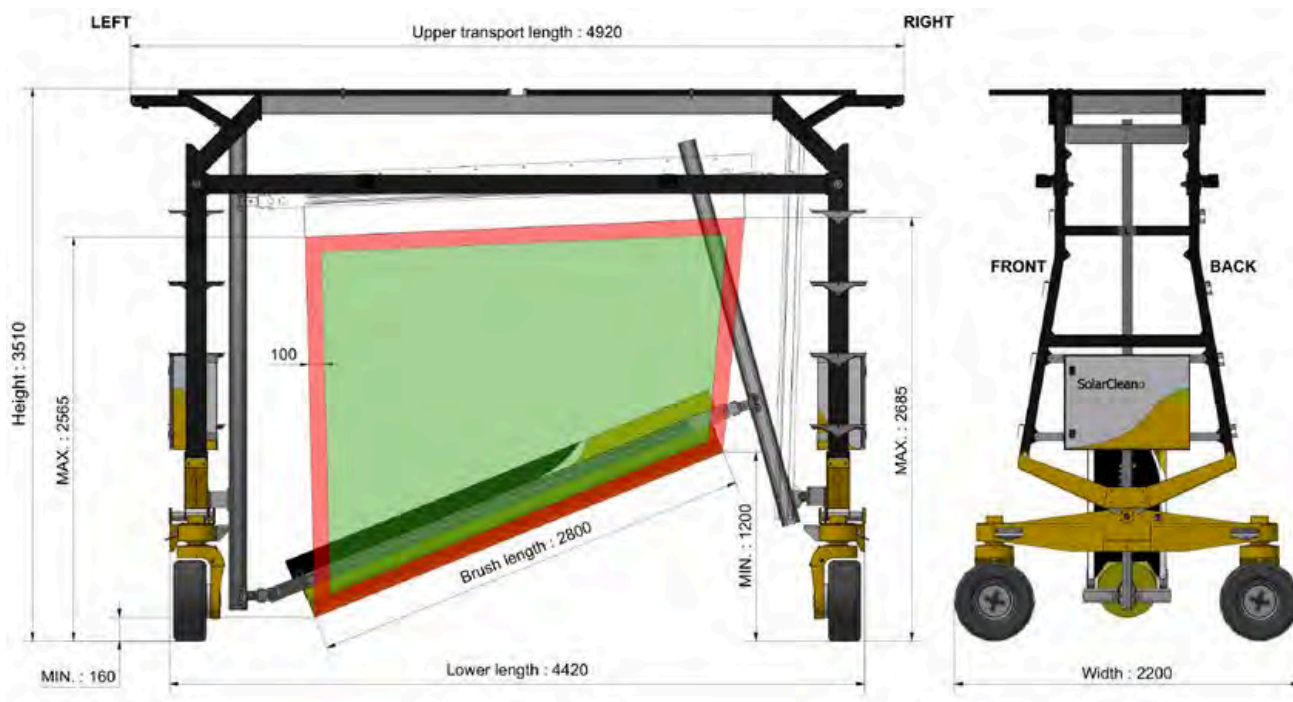 LEFT
RIGHT
Upper transport length : 4920
FRONT
BACK
Height : 3510
MAX. : 2565
100
SolarCleano
MAX. : 2685
MIN. : 1200
Brush length : 2800
MIN. : 160
Lower length : 4420
Width : 2200